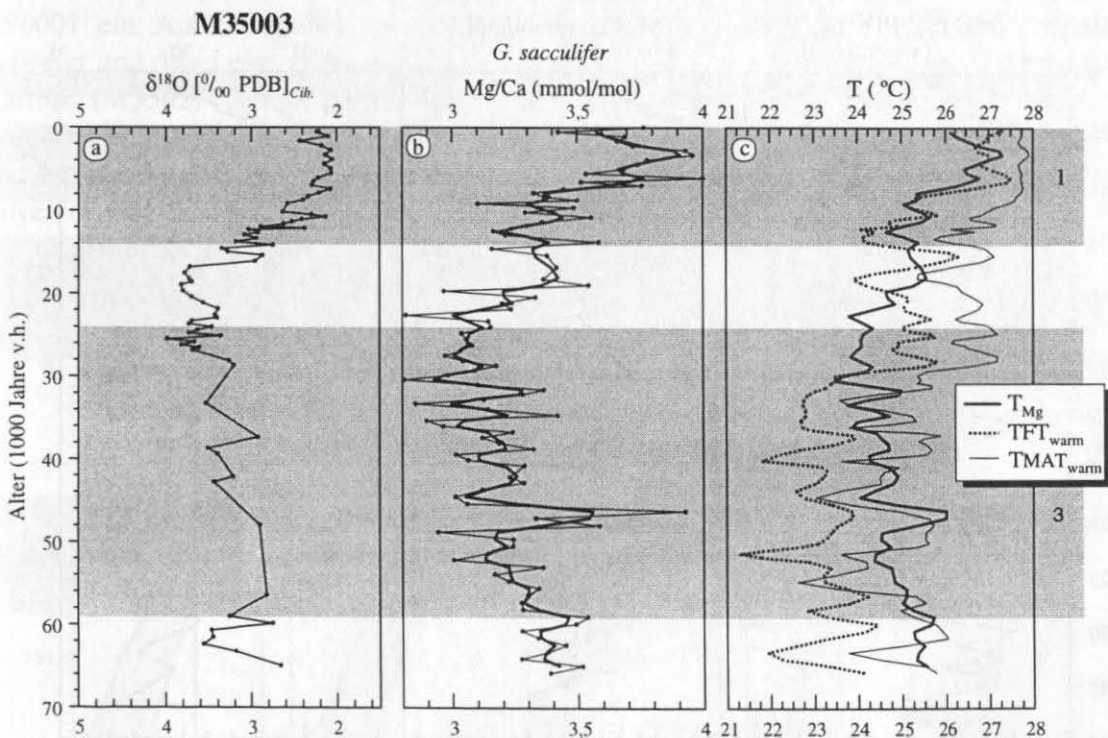 M35003
G. sacculifer
δ18O [0/00 PDB]Cib.
Mg/Ca (mmol/mol)
T (°C)
5 4 3 2
3 3,5 4
21 22 23 24 25 26 27 28
a
b
c
Alter (1000 Jahre v.h.)
0
10
20
30
40
50
60
70
1
3
TMg
TFTwarm
TMATwarm
5 4 3 2
3 3,5 4
21 22 23 24 25 26 27 28